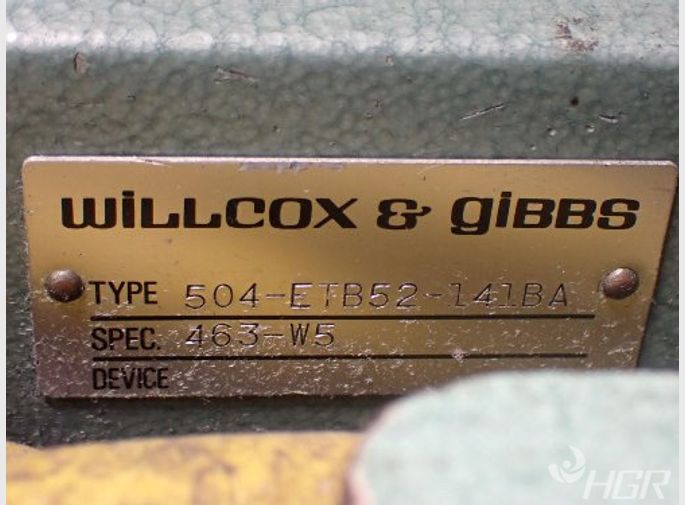 WiLLCOX & giBBS
TYPE 504-ETB52-141BA
SPEC. 463-W5
DEVICE
HGR